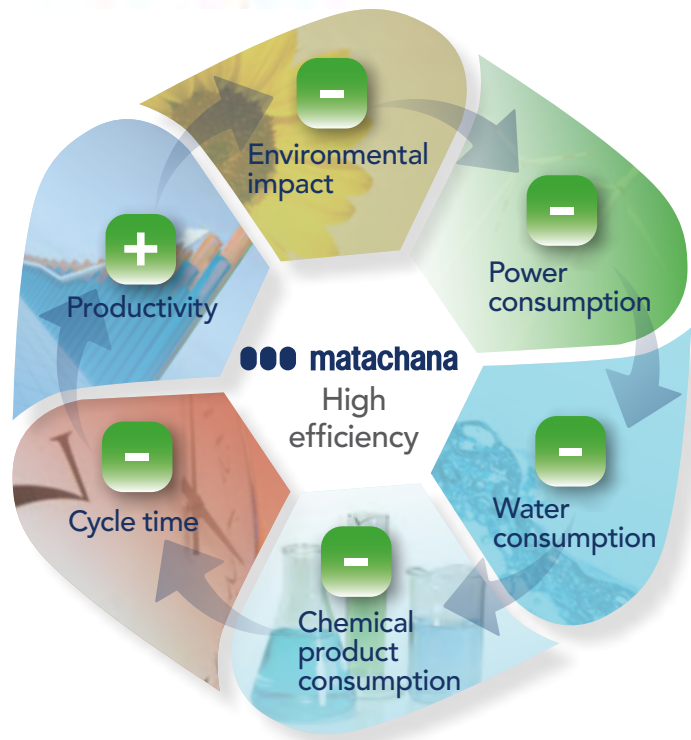 -
Environmental
impact
-
Power
consumption
+
Productivity
matachana
High
efficiency
-
Cycle time
-
Water
consumption
-
Chemical
product
consumption